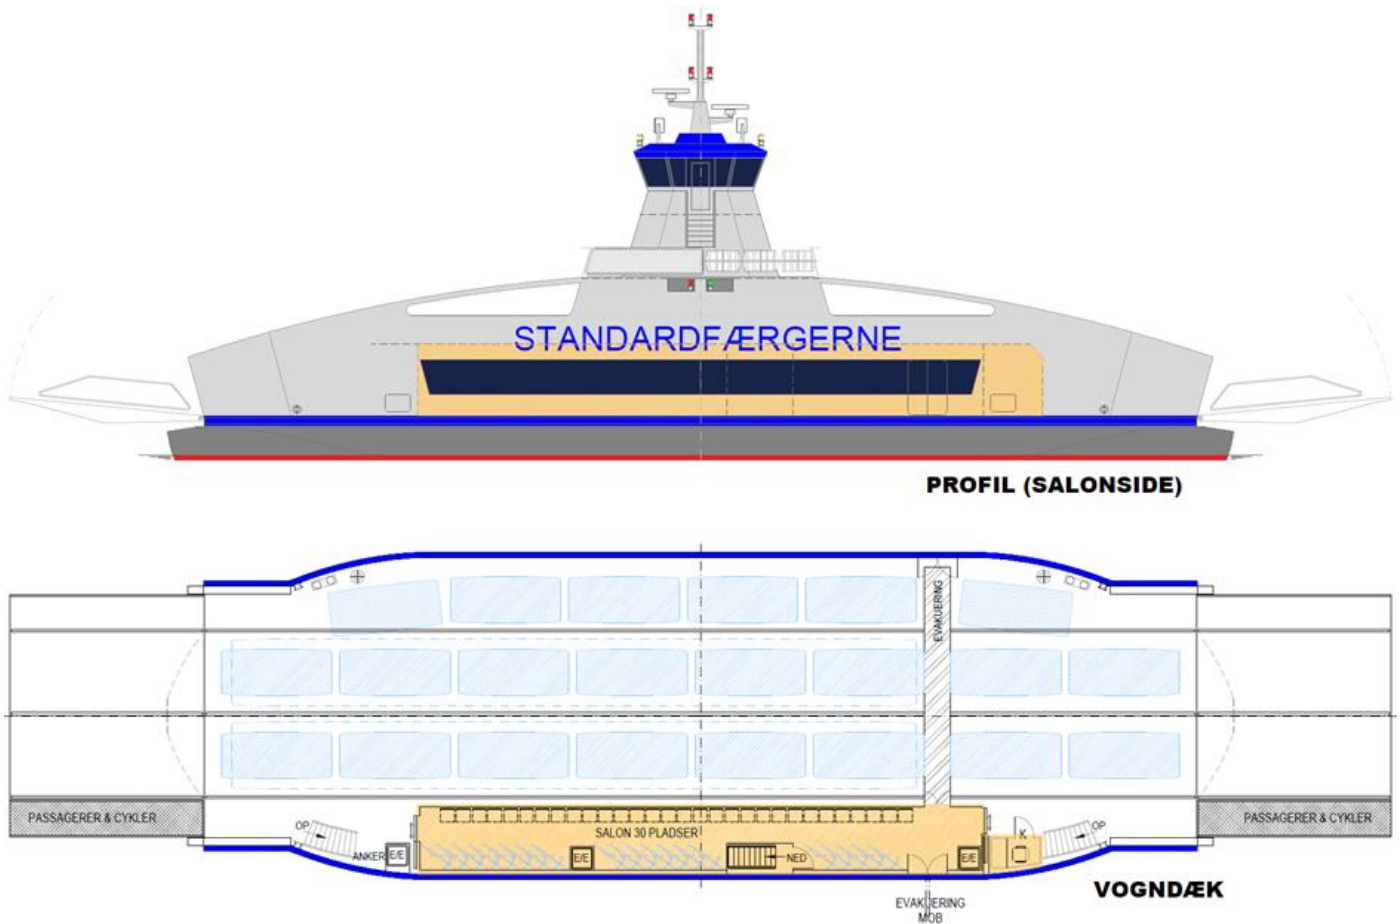 STANDARDFÆRGERNE
PROFIL (SALONSIDE)
EVAKUERING
PASSAGERER & CYKLER
OP
SALON 30 PLADSER
K
OP
PASSAGERER & CYKLER
ANKER
E/E
E/E
NED
E/E
VOGNDÆK
EVAKUERING
MOB